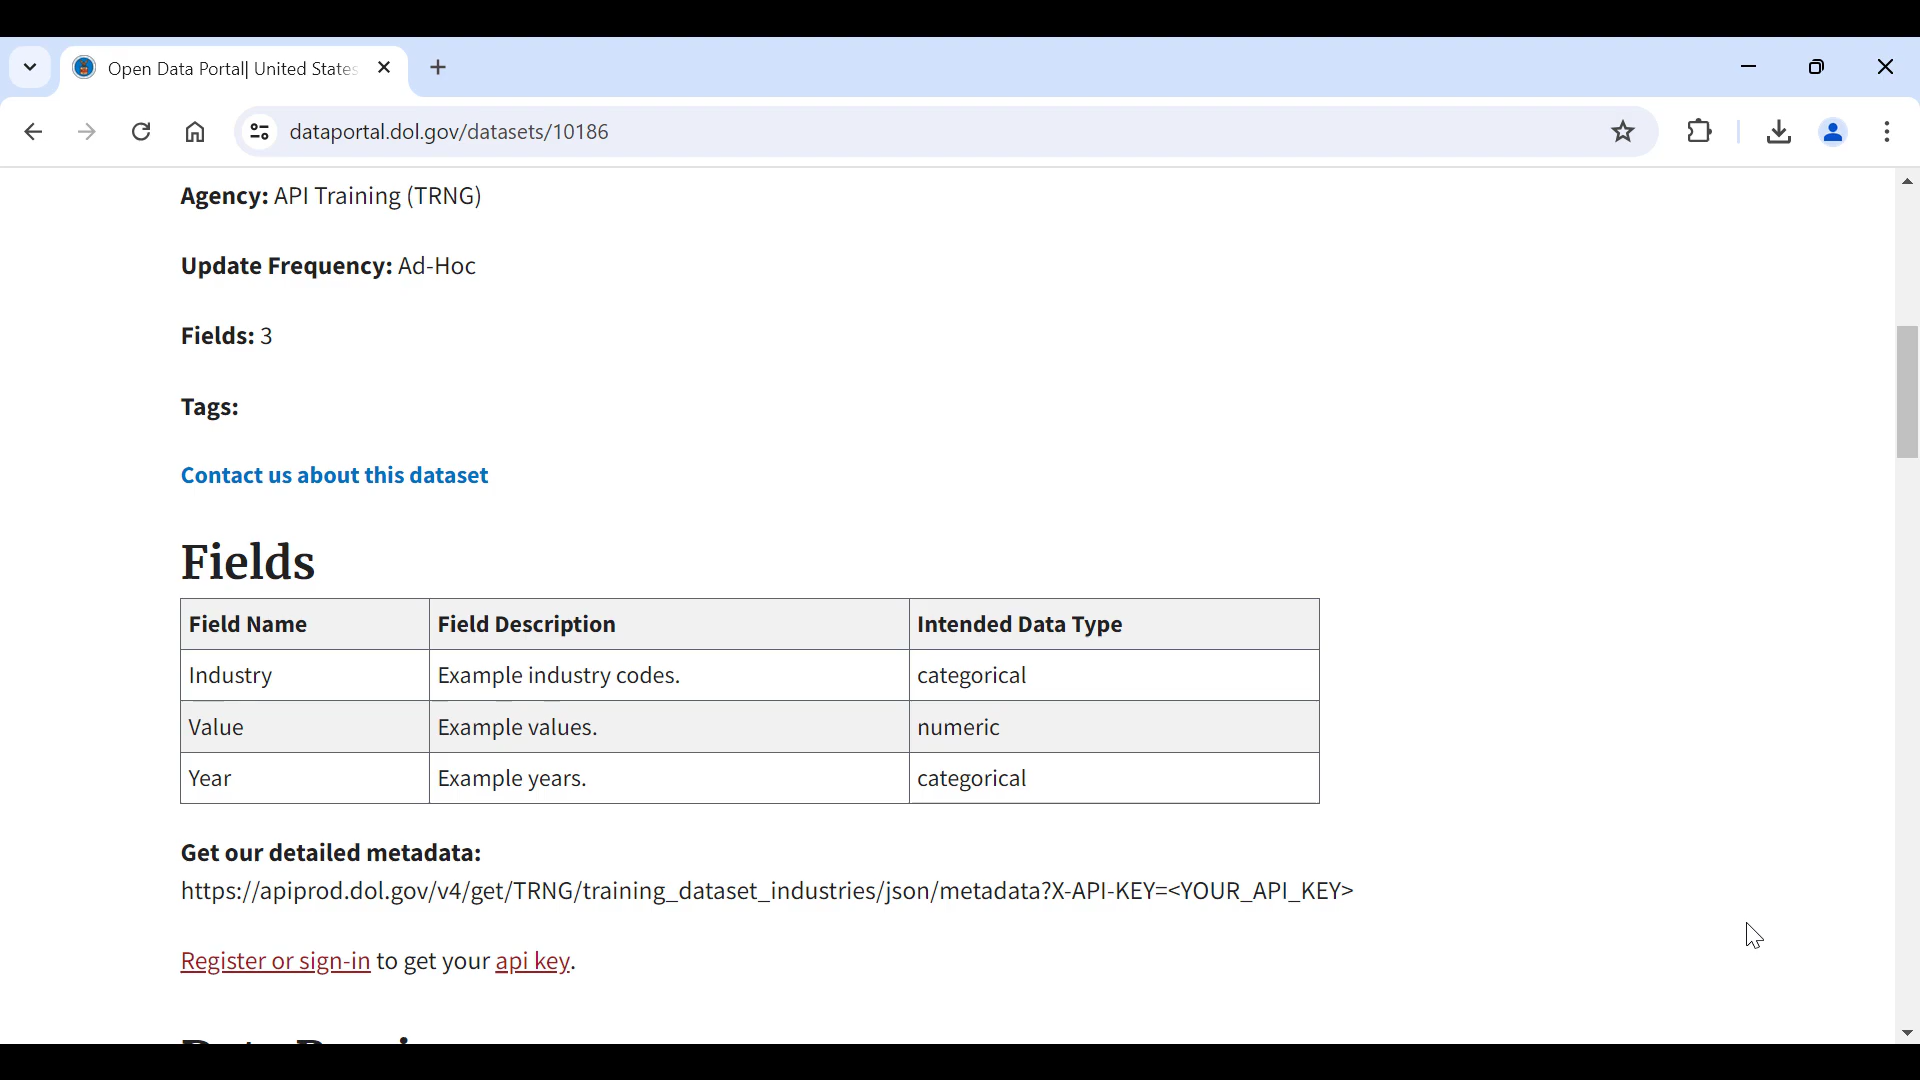 Open Data Portal| United States
dataportal.dol.gov/datasets/10186
Agency: API Training (TRNG)
Update Frequency: Ad-Hoc
Fields: 3
Tags:
Contact us about this dataset
Fields
Field Name Field Description Intended Data Type
Industry Example industry codes. categorical
Value Example values. numeric
Year Example years. categorical
Get our detailed metadata:
https://apiprod.dol.gov/v4/get/TRNG/training_dataset_industries/json/metadata?X-API-KEY=<YOUR_API_KEY>
Register or sign-in to get your api key.